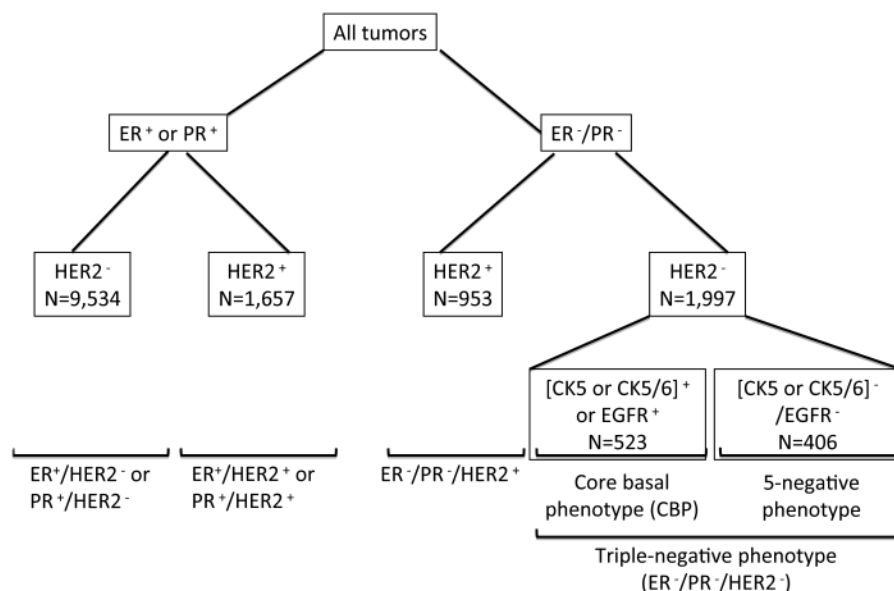 All tumors
ER⁺ or PR⁺
ER⁻/PR⁻
HER2⁻
N=9,534
HER2⁺
N=1,657
HER2⁺
N=953
HER2⁻
N=1,997
[CK5 or CK5/6]⁺
or EGFR⁺
N=523
[CK5 or CK5/6]⁻
/EGFR⁻
N=406
ER⁺/HER2⁻ or
PR⁺/HER2⁻
ER⁺/HER2⁺ or
PR⁺/HER2⁺
ER⁻/PR⁻/HER2⁺
Core basal
phenotype (CBP)
5-negative
phenotype
Triple-negative phenotype
(ER⁻/PR⁻/HER2⁻)